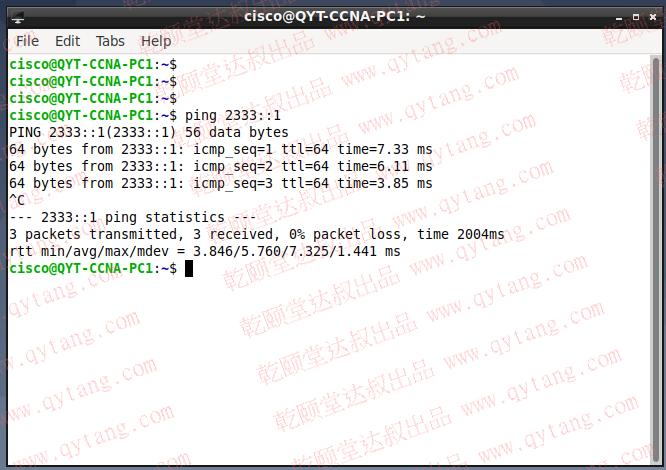 cisco@QYT-CCNA-PC1: ~
File Edit Tabs Help
cisco@QYT-CCNA-PC1:~$
cisco@QYT-CCNA-PC1:~$
cisco@QYT-CCNA-PC1:~$
cisco@QYT-CCNA-PC1:~$ ping 2333::1
PING 2333::1(2333::1) 56 data bytes
64 bytes from 2333::1: icmp_seq=1 ttl=64 time=7.33 ms
64 bytes from 2333::1: icmp_seq=2 ttl=64 time=6.11 ms
64 bytes from 2333::1: icmp_seq=3 ttl=64 time=3.85 ms
^C
--- 2333::1 ping statistics ---
3 packets transmitted, 3 received, 0% packet loss, time 2004ms
rtt min/avg/max/mdev = 3.846/5.760/7.325/1.441 ms
cisco@QYT-CCNA-PC1:~$
乾颐堂达叔出品 www.qytang.com